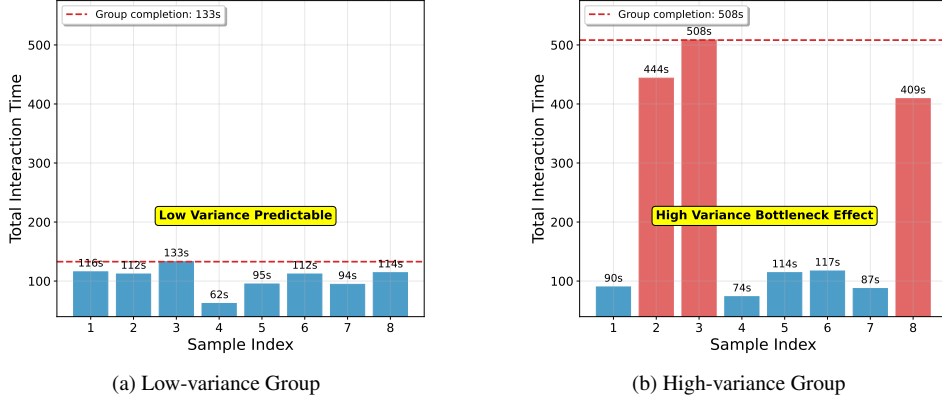 Group completion: 133s
Total Interaction Time
500
400
300
200
100
Low Variance Predictable
116s
112s
133s
62s
95s
112s
94s
114s
1 2 3 4 5 6 7 8
Sample Index
(a) Low-variance Group
Group completion: 508s
Total Interaction Time
500
400
300
200
100
High Variance Bottleneck Effect
90s
444s
508s
74s
114s
117s
87s
409s
1 2 3 4 5 6 7 8
Sample Index
(b) High-variance Group